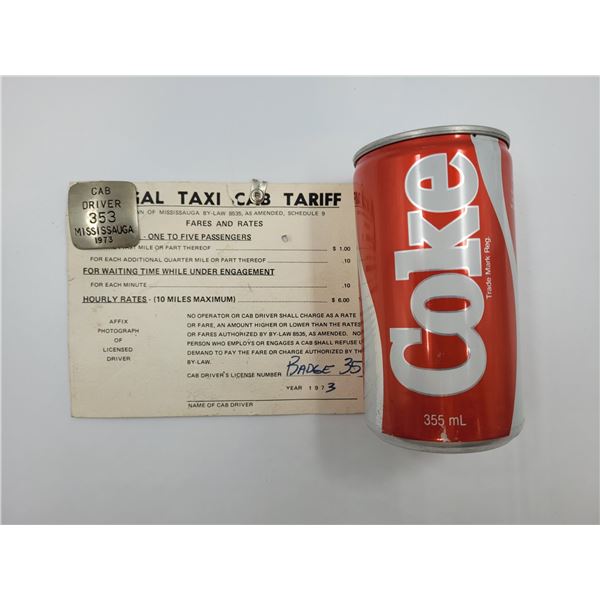 CAB
DRIVER
353
MISSISSAUGA
1973
GAL TAXI CAB TARIFF
OF MISSISSAUGA BY-LAW 8535, AS AMENDED, SCHEDULE 9
FARES AND RATES
- ONE TO FIVE PASSENGERS
MILE OR PART THEREOF $ 1.00
FOR EACH ADDITIONAL QUARTER MILE OR PART THEREOF .10
FOR WAITING TIME WHILE UNDER ENGAGEMENT
FOR EACH MINUTE .10
HOURLY RATES - (10 MILES MAXIMUM) $ 6.00
AFFIX
PHOTOGRAPH
OF
LICENSED
DRIVER
NO OPERATOR OR CAB DRIVER SHALL CHARGE AS A RATE
OR FARE, AN AMOUNT HIGHER OR LOWER THAN THE RATES
OR FARES AUTHORIZED BY BY-LAW 8535, AS AMENDED. NO
PERSON WHO EMPLOYS OR ENGAGES A CAB SHALL REFUSE
DEMAND TO PAY THE FARE OR CHARGE AUTHORIZED BY THE
BY-LAW.
CAB DRIVER'S LICENSE NUMBER BADGE 35
YEAR 1973
NAME OF CAB DRIVER
Coke
Trade Mark Reg.
355 mL